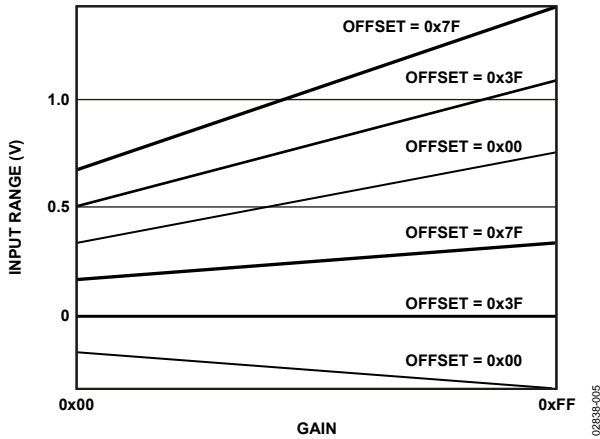 OFFSET = 0x7F
OFFSET = 0x3F
1.0
OFFSET = 0x00
INPUT RANGE (V)
0.5
OFFSET = 0x7F
OFFSET = 0x3F
0
OFFSET = 0x00
0x00
0xFF
GAIN
02838-005